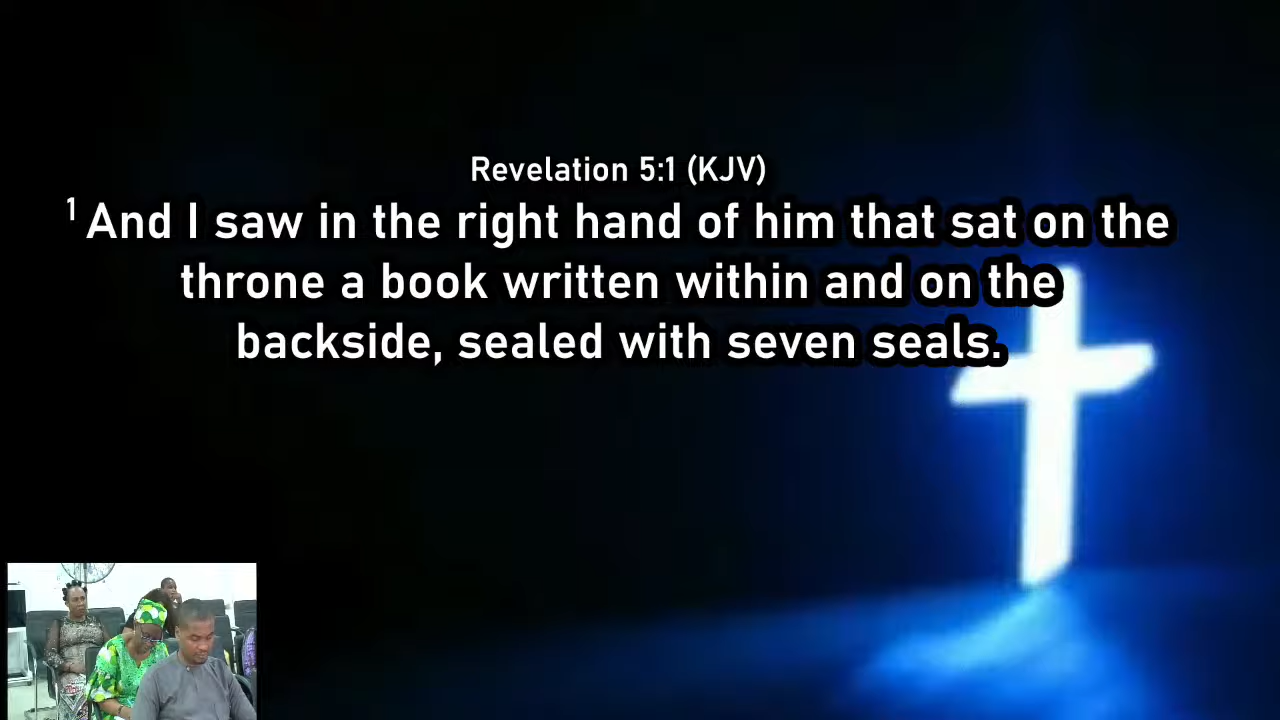 Revelation 5:1 (KJV)
1 And I saw in the right hand of him that sat on the
throne a book written within and on the
backside, sealed with seven seals.